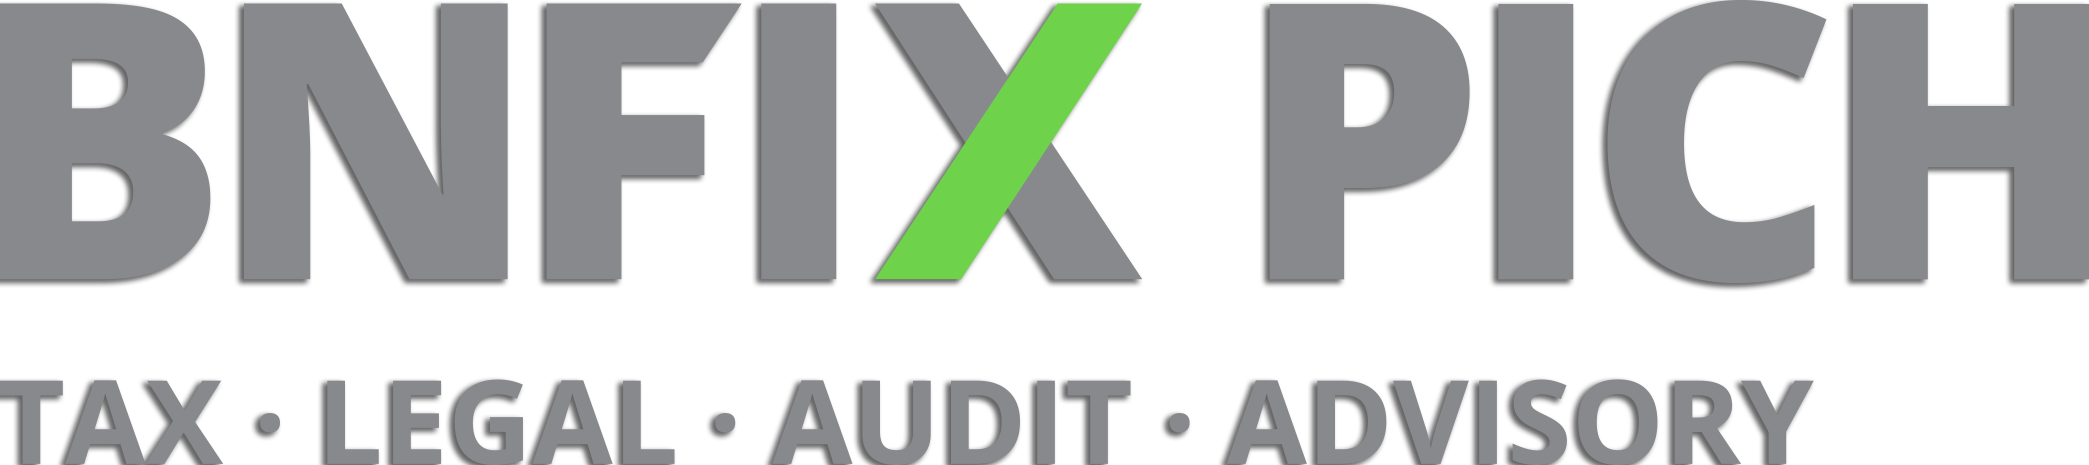 BNFIX PICH
TAX · LEGAL · AUDIT · ADVISORY